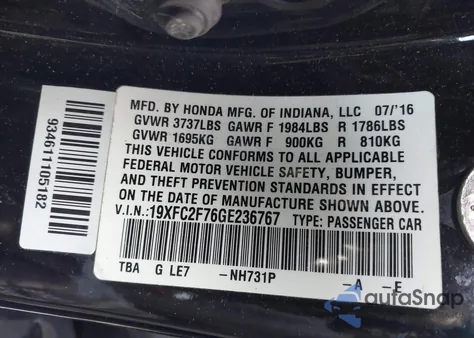 MFD. BY HONDA MFG. OF INDIANA, LLC 07/'16
GVWR 3737LBS GAWR F 1984LBS R 1786LBS
GVWR 1695KG GAWR F 900KG R 810KG
THIS VEHICLE CONFORMS TO ALL APPLICABLE
FEDERAL MOTOR VEHICLE SAFETY, BUMPER,
AND THEFT PREVENTION STANDARDS IN EFFECT
ON THE DATE OF MANUFACTURE SHOWN ABOVE.
V.I.N.:19XFC2F76GE236767 TYPE: PASSENGER CAR
TBA G LE7 -NH731P -A -E
934611105182
autaSnap